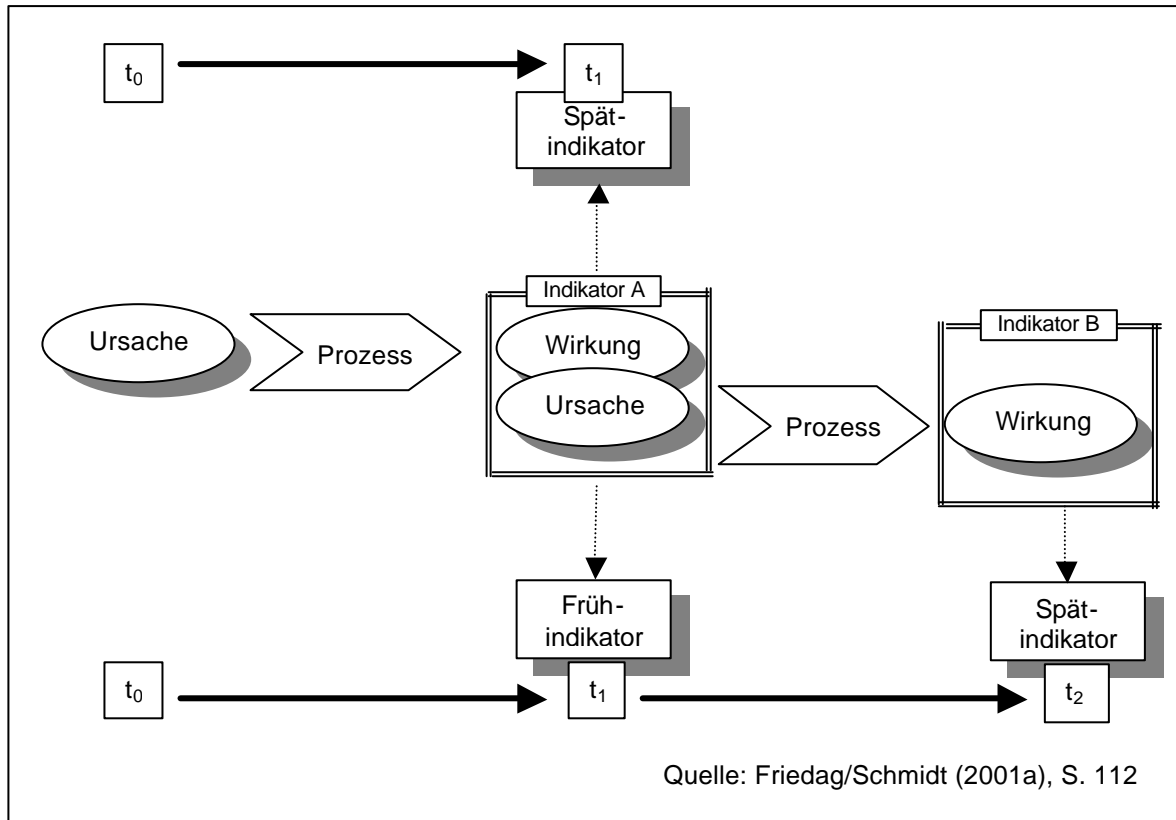 t₀
t₁
Spät-
indikator
Indikator A
Indikator B
Ursache
Prozess
Wirkung
Ursache
Prozess
Wirkung
Früh-
indikator
Spät-
indikator
t₀
t₁
t₂
Quelle: Friedag/Schmidt (2001a), S. 112